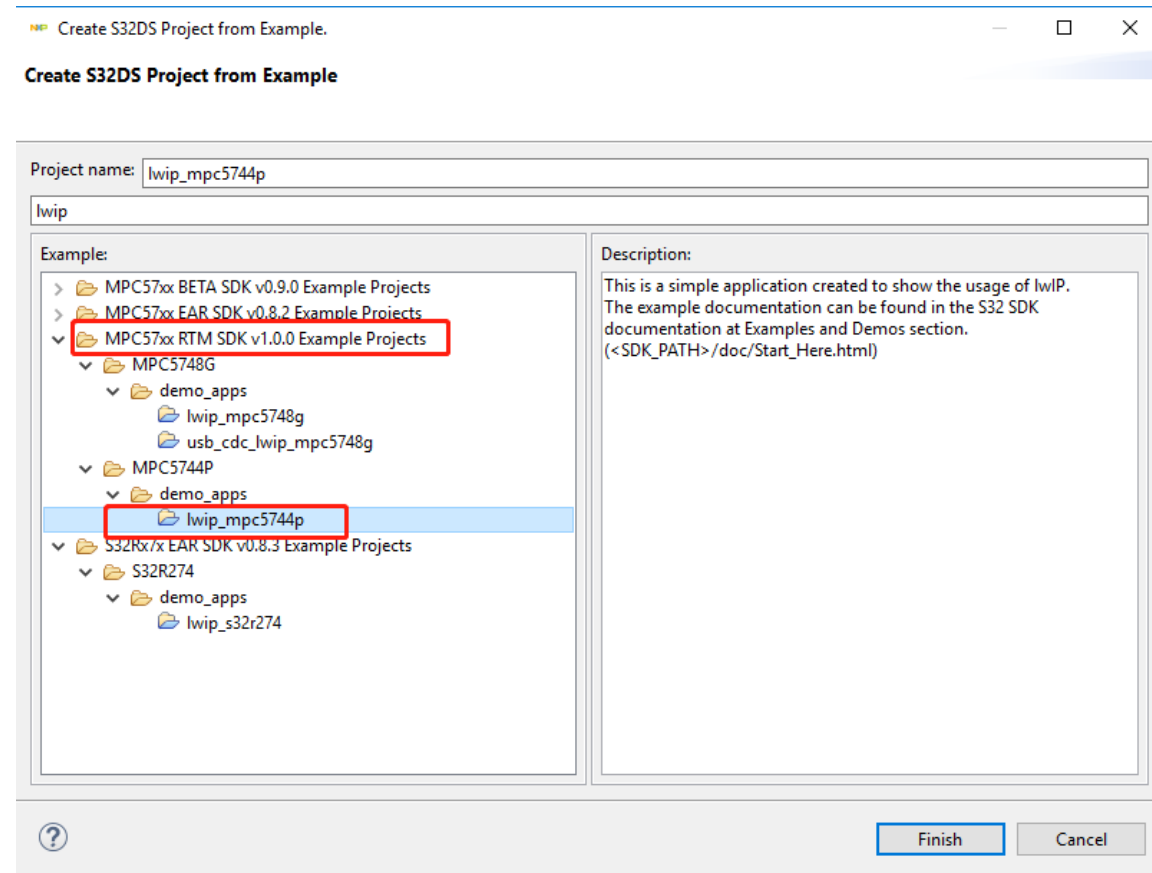 NXP Create S32DS Project from Example.
Create S32DS Project from Example
Project name: lwip_mpc5744p
lwip
Example:
MPC57xx BETA SDK v0.9.0 Example Projects
MPC57xx EAR SDK v0.8.2 Example Projects
MPC57xx RTM SDK v1.0.0 Example Projects
MPC5748G
demo_apps
lwip_mpc5748g
usb_cdc_lwip_mpc5748g
MPC5744P
demo_apps
lwip_mpc5744p
S32Rx7x EAR SDK v0.8.3 Example Projects
S32R274
demo_apps
lwip_s32r274
Description:
This is a simple application created to show the usage of lwIP.
The example documentation can be found in the S32 SDK
documentation at Examples and Demos section.
(<SDK_PATH>/doc/Start_Here.html)
?
Finish
Cancel